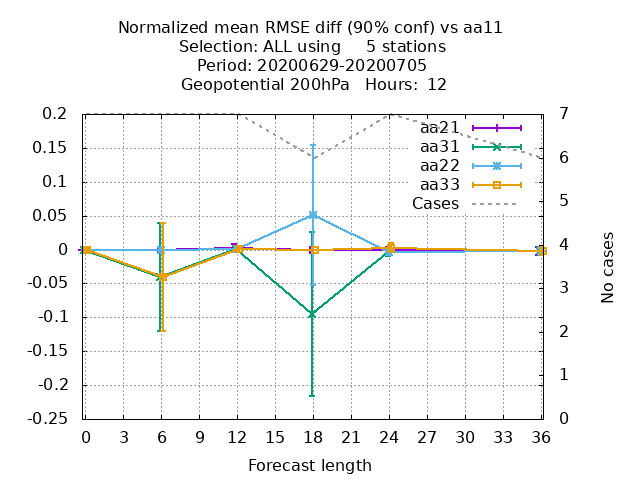 Normalized mean RMSE diff (90% conf) vs aa11
Selection: ALL using     5 stations
Period: 20200629-20200705
Geopotential 200hPa   Hours:  12
0.2
0.15
0.1
0.05
0
-0.05
-0.1
-0.15
-0.2
-0.25
aa21
aa31
aa22
aa33
Cases
7
6
5
4
3
2
1
0
No cases
0 3 6 9 12 15 18 21 24 27 30 33 36
Forecast length